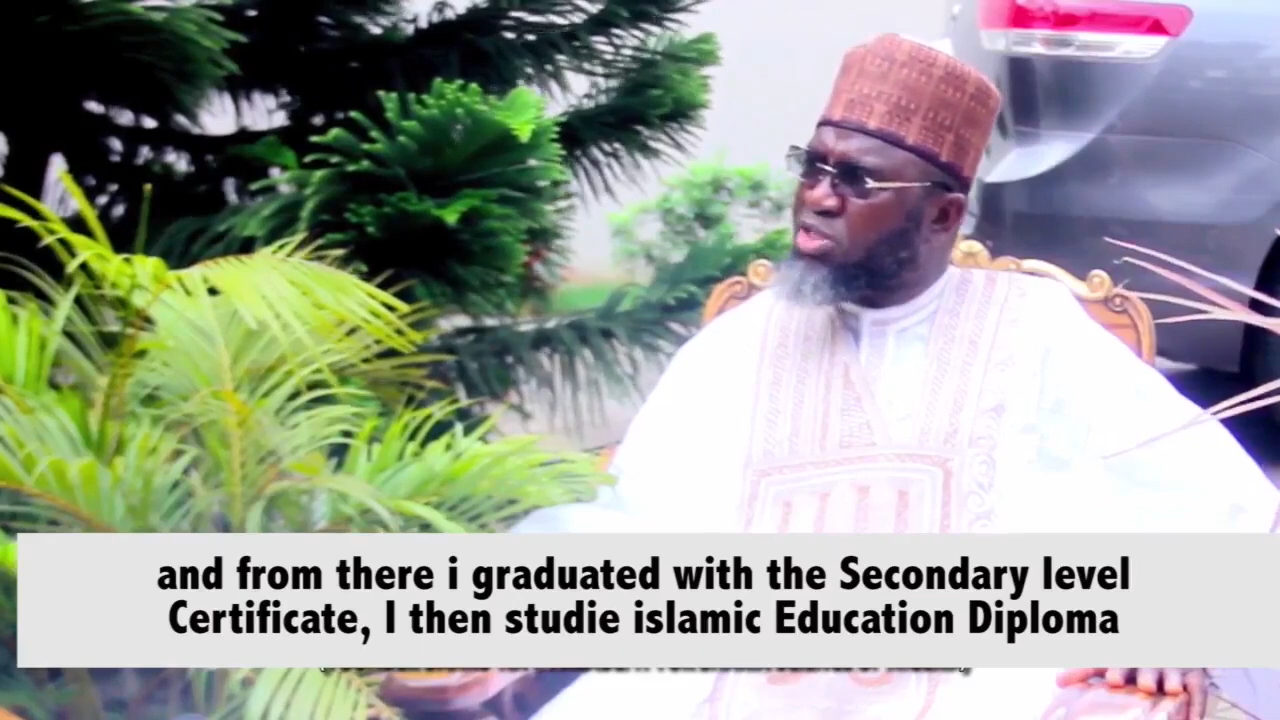 and from there i graduated with the Secondary level
Certificate, I then studie islamic Education Diploma